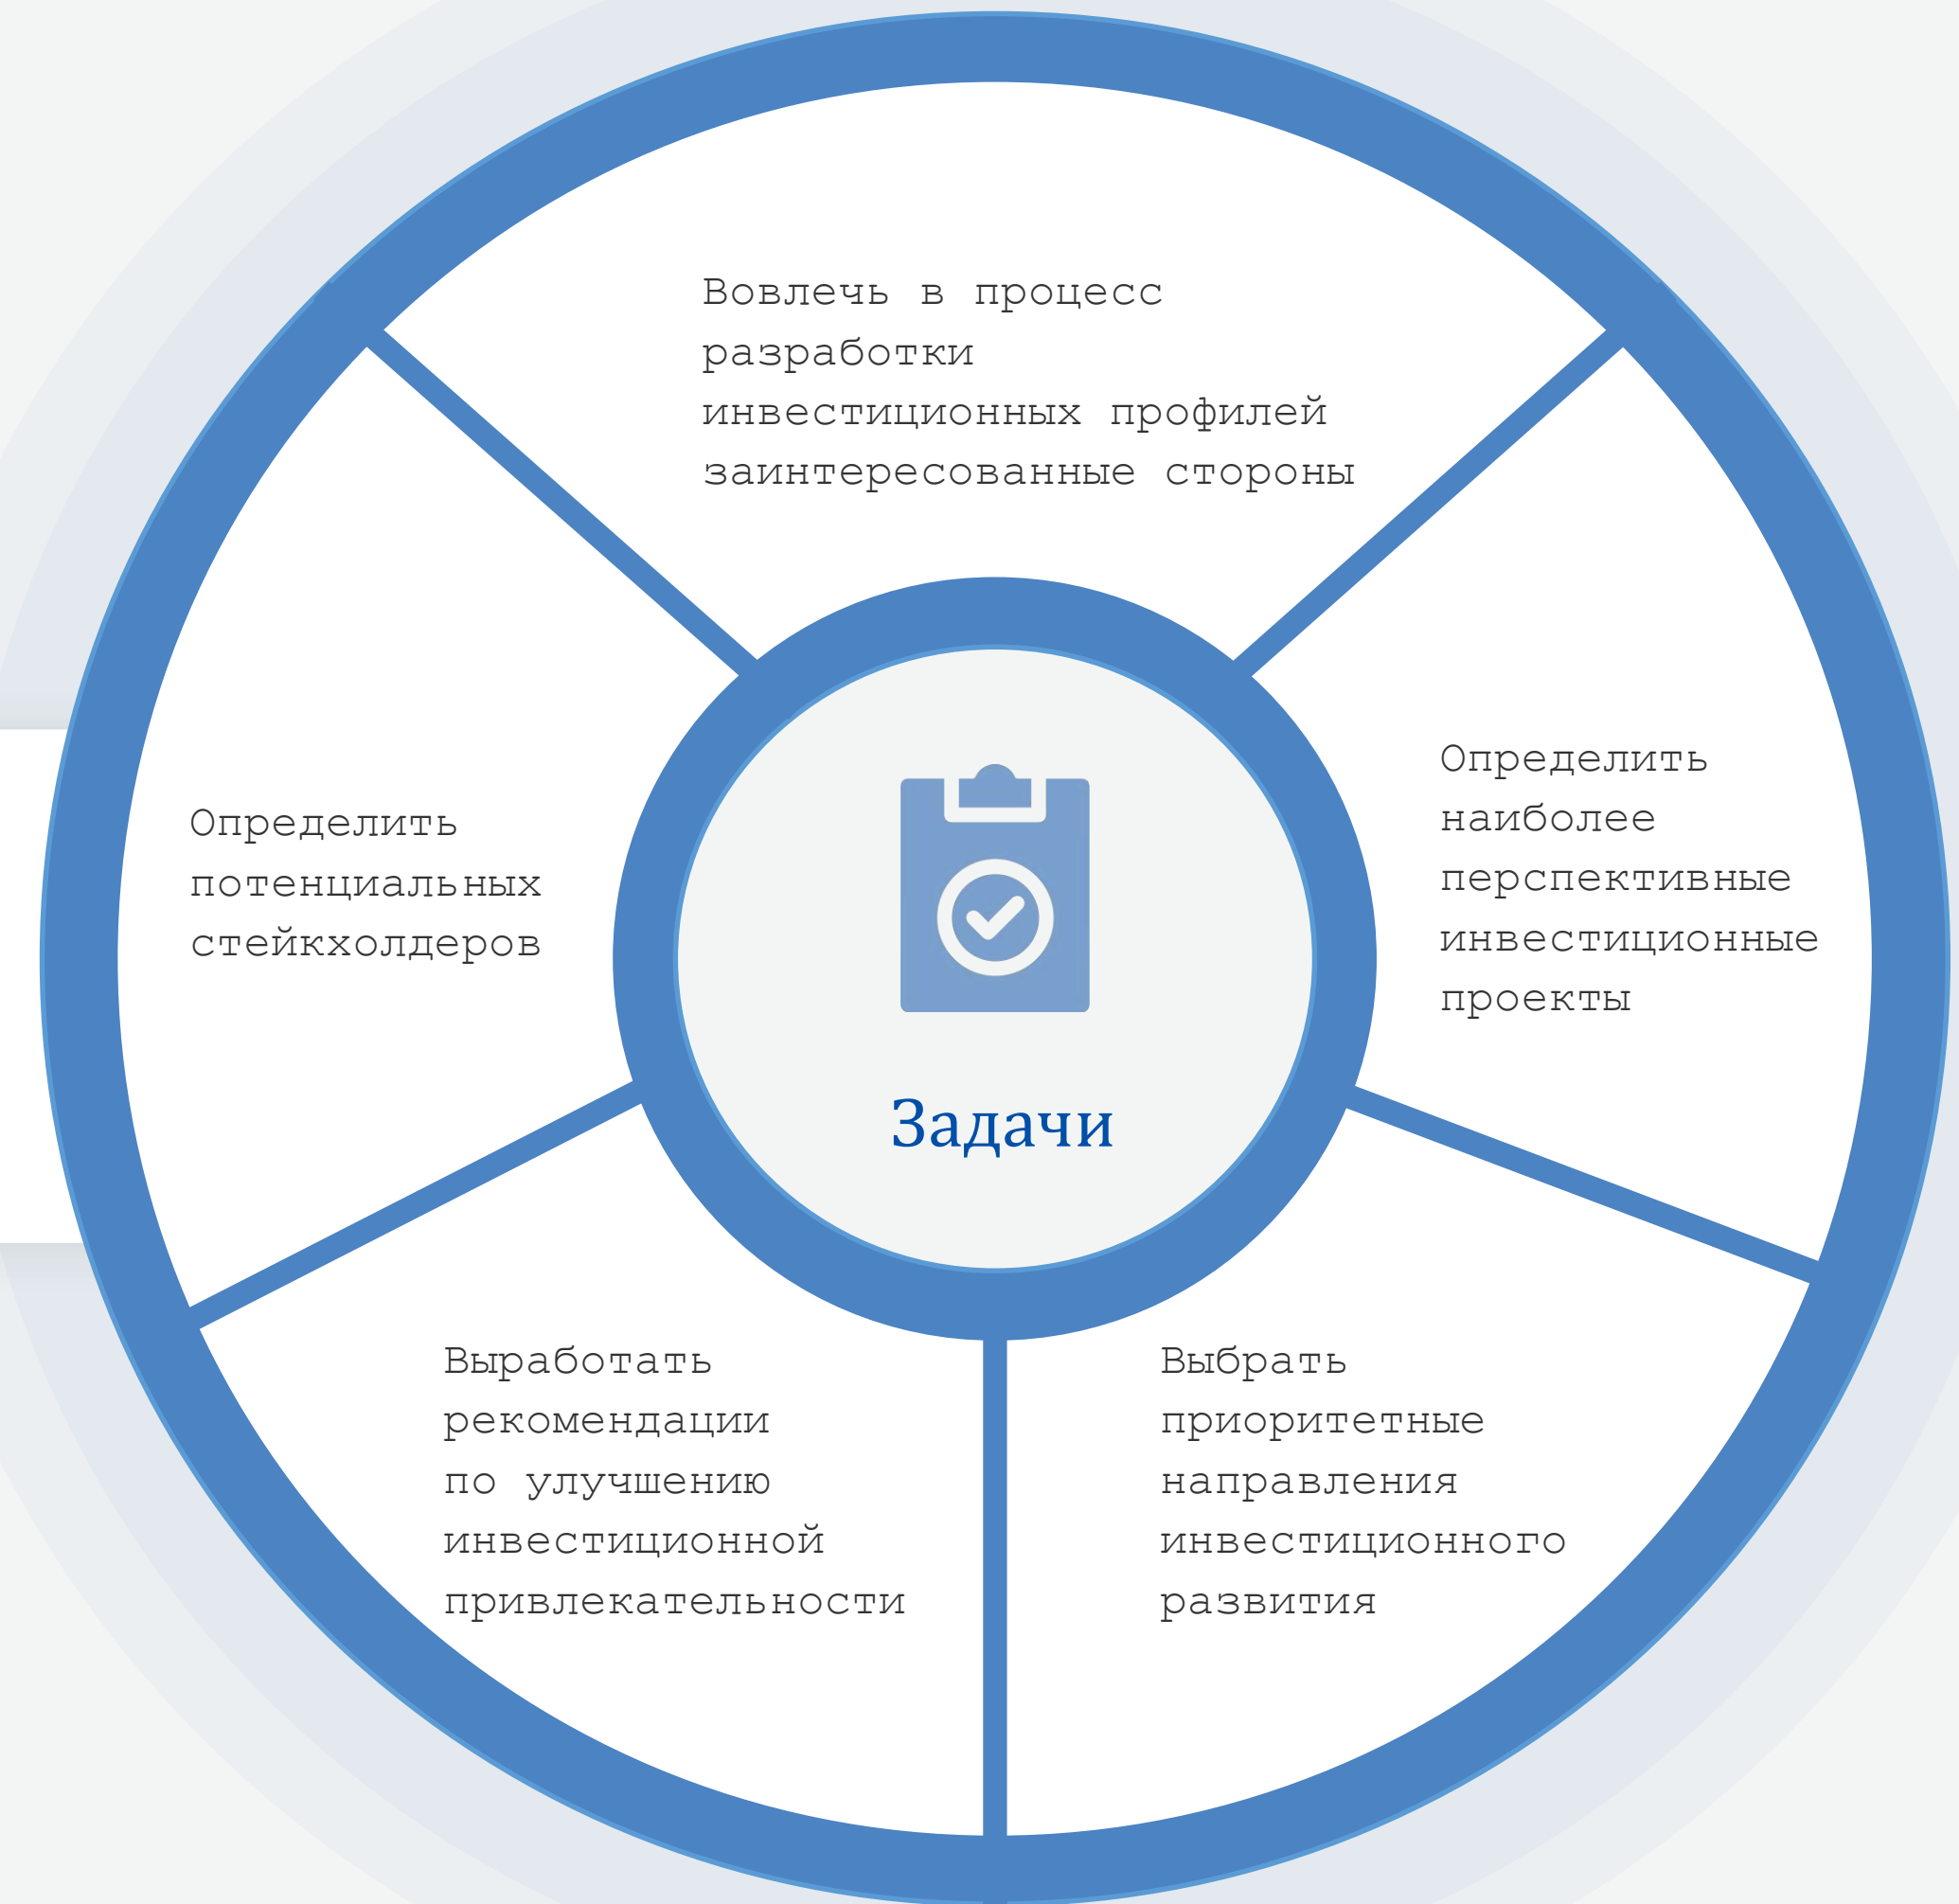 Вовлечь в процесс
разработки
инвестиционных профилей
заинтересованные стороны
Определить
наиболее
перспективные
инвестиционные
проекты
Определить
потенциальных
стейкхолдеров
Задачи
Выработать
рекомендации
по улучшению
инвестиционной
привлекательности
Выбрать
приоритетные
направления
инвестиционного
развития